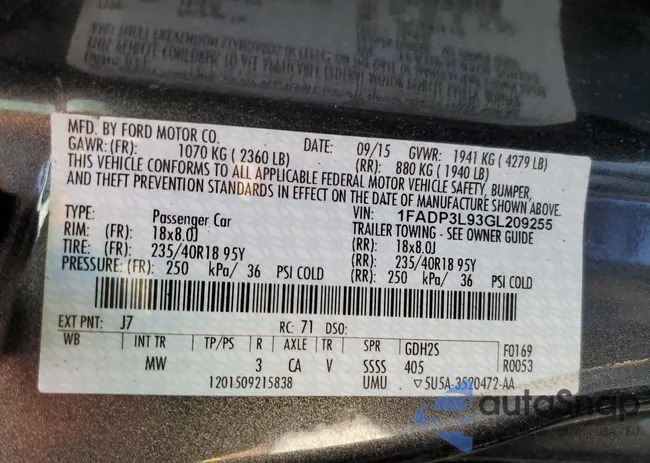 MFD. BY FORD MOTOR CO. DATE: 09/15 GVWR: 1941 KG ( 4279 LB)
GAWR: (FR): 1070 KG ( 2360 LB) (RR): 880 KG ( 1940 LB)
THIS VEHICLE CONFORMS TO ALL APPLICABLE FEDERAL MOTOR VEHICLE SAFETY, BUMPER,
AND THEFT PREVENTION STANDARDS IN EFFECT ON THE DATE OF MANUFACTURE SHOWN ABOVE.
VIN: 1FADP3L93GL209255
TYPE: Passenger Car TRAILER TOWING - SEE OWNER GUIDE
RIM: (FR): 18x8.0J (RR): 18x8.0J
TIRE: (FR): 235/40R18 95Y (RR): 235/40R18 95Y
PRESSURE: (FR): 250 kPa/ 36 PSI COLD (RR): 250 kPa/ 36 PSI COLD
EXT PNT: J7 RC: 71 DSO: F0169
WB INT TR TP/PS R AXLE TR SPR GDH2S R0053
MW 3 CA V SSSS 405
1201509215838 UMU ▽5U5A-3520472-AA
autoSnap